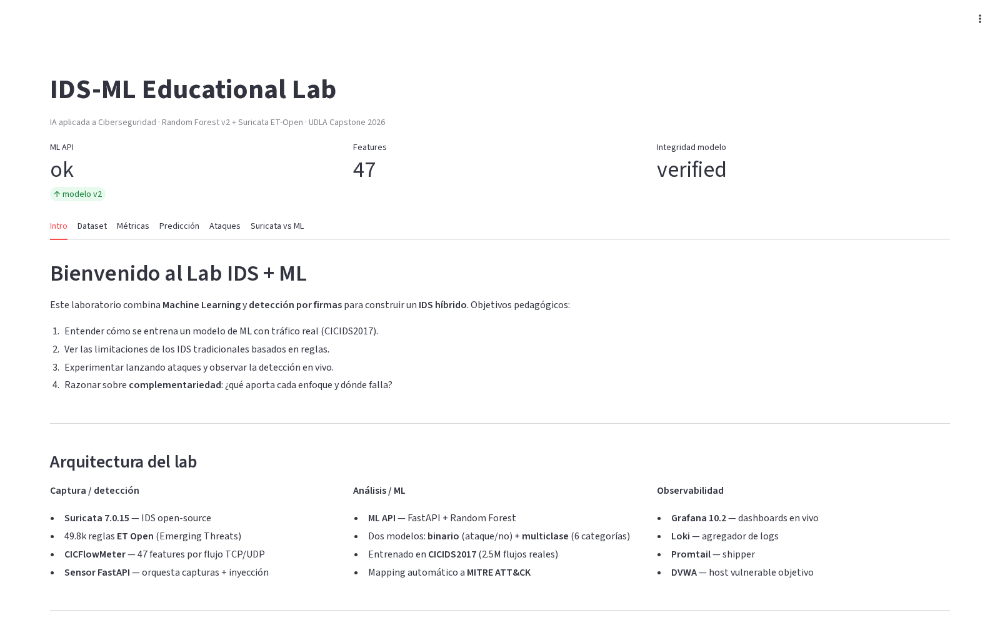 IDS-ML Educational Lab
IA aplicada a Ciberseguridad · Random Forest v2 + Suricata ET-Open · UDLA Capstone 2026
ML API
ok
↑ modelo v2
Features
47
Integridad modelo
verified
Intro
Dataset
Métricas
Predicción
Ataques
Suricata vs ML
Bienvenido al Lab IDS + ML
Este laboratorio combina Machine Learning y detección por firmas para construir un IDS híbrido. Objetivos pedagógicos:
1. Entender cómo se entrena un modelo de ML con tráfico real (CICIDS2017).
2. Ver las limitaciones de los IDS tradicionales basados en reglas.
3. Experimentar lanzando ataques y observar la detección en vivo.
4. Razonar sobre complementariedad: ¿qué aporta cada enfoque y dónde falla?
Arquitectura del lab
Captura / detección
• Suricata 7.0.15 — IDS open-source
• 49.8k reglas ET Open (Emerging Threats)
• CICFlowMeter — 47 features por flujo TCP/UDP
• Sensor FastAPI — orquesta capturas + inyección
Análisis / ML
• ML API — FastAPI + Random Forest
• Dos modelos: binario (ataque/no) + multiclase (6 categorías)
• Entrenado en CICIDS2017 (2.5M flujos reales)
• Mapping automático a MITRE ATT&CK
Observabilidad
• Grafana 10.2 — dashboards en vivo
• Loki — agregador de logs
• Promtail — shipper
• DVWA — host vulnerable objetivo